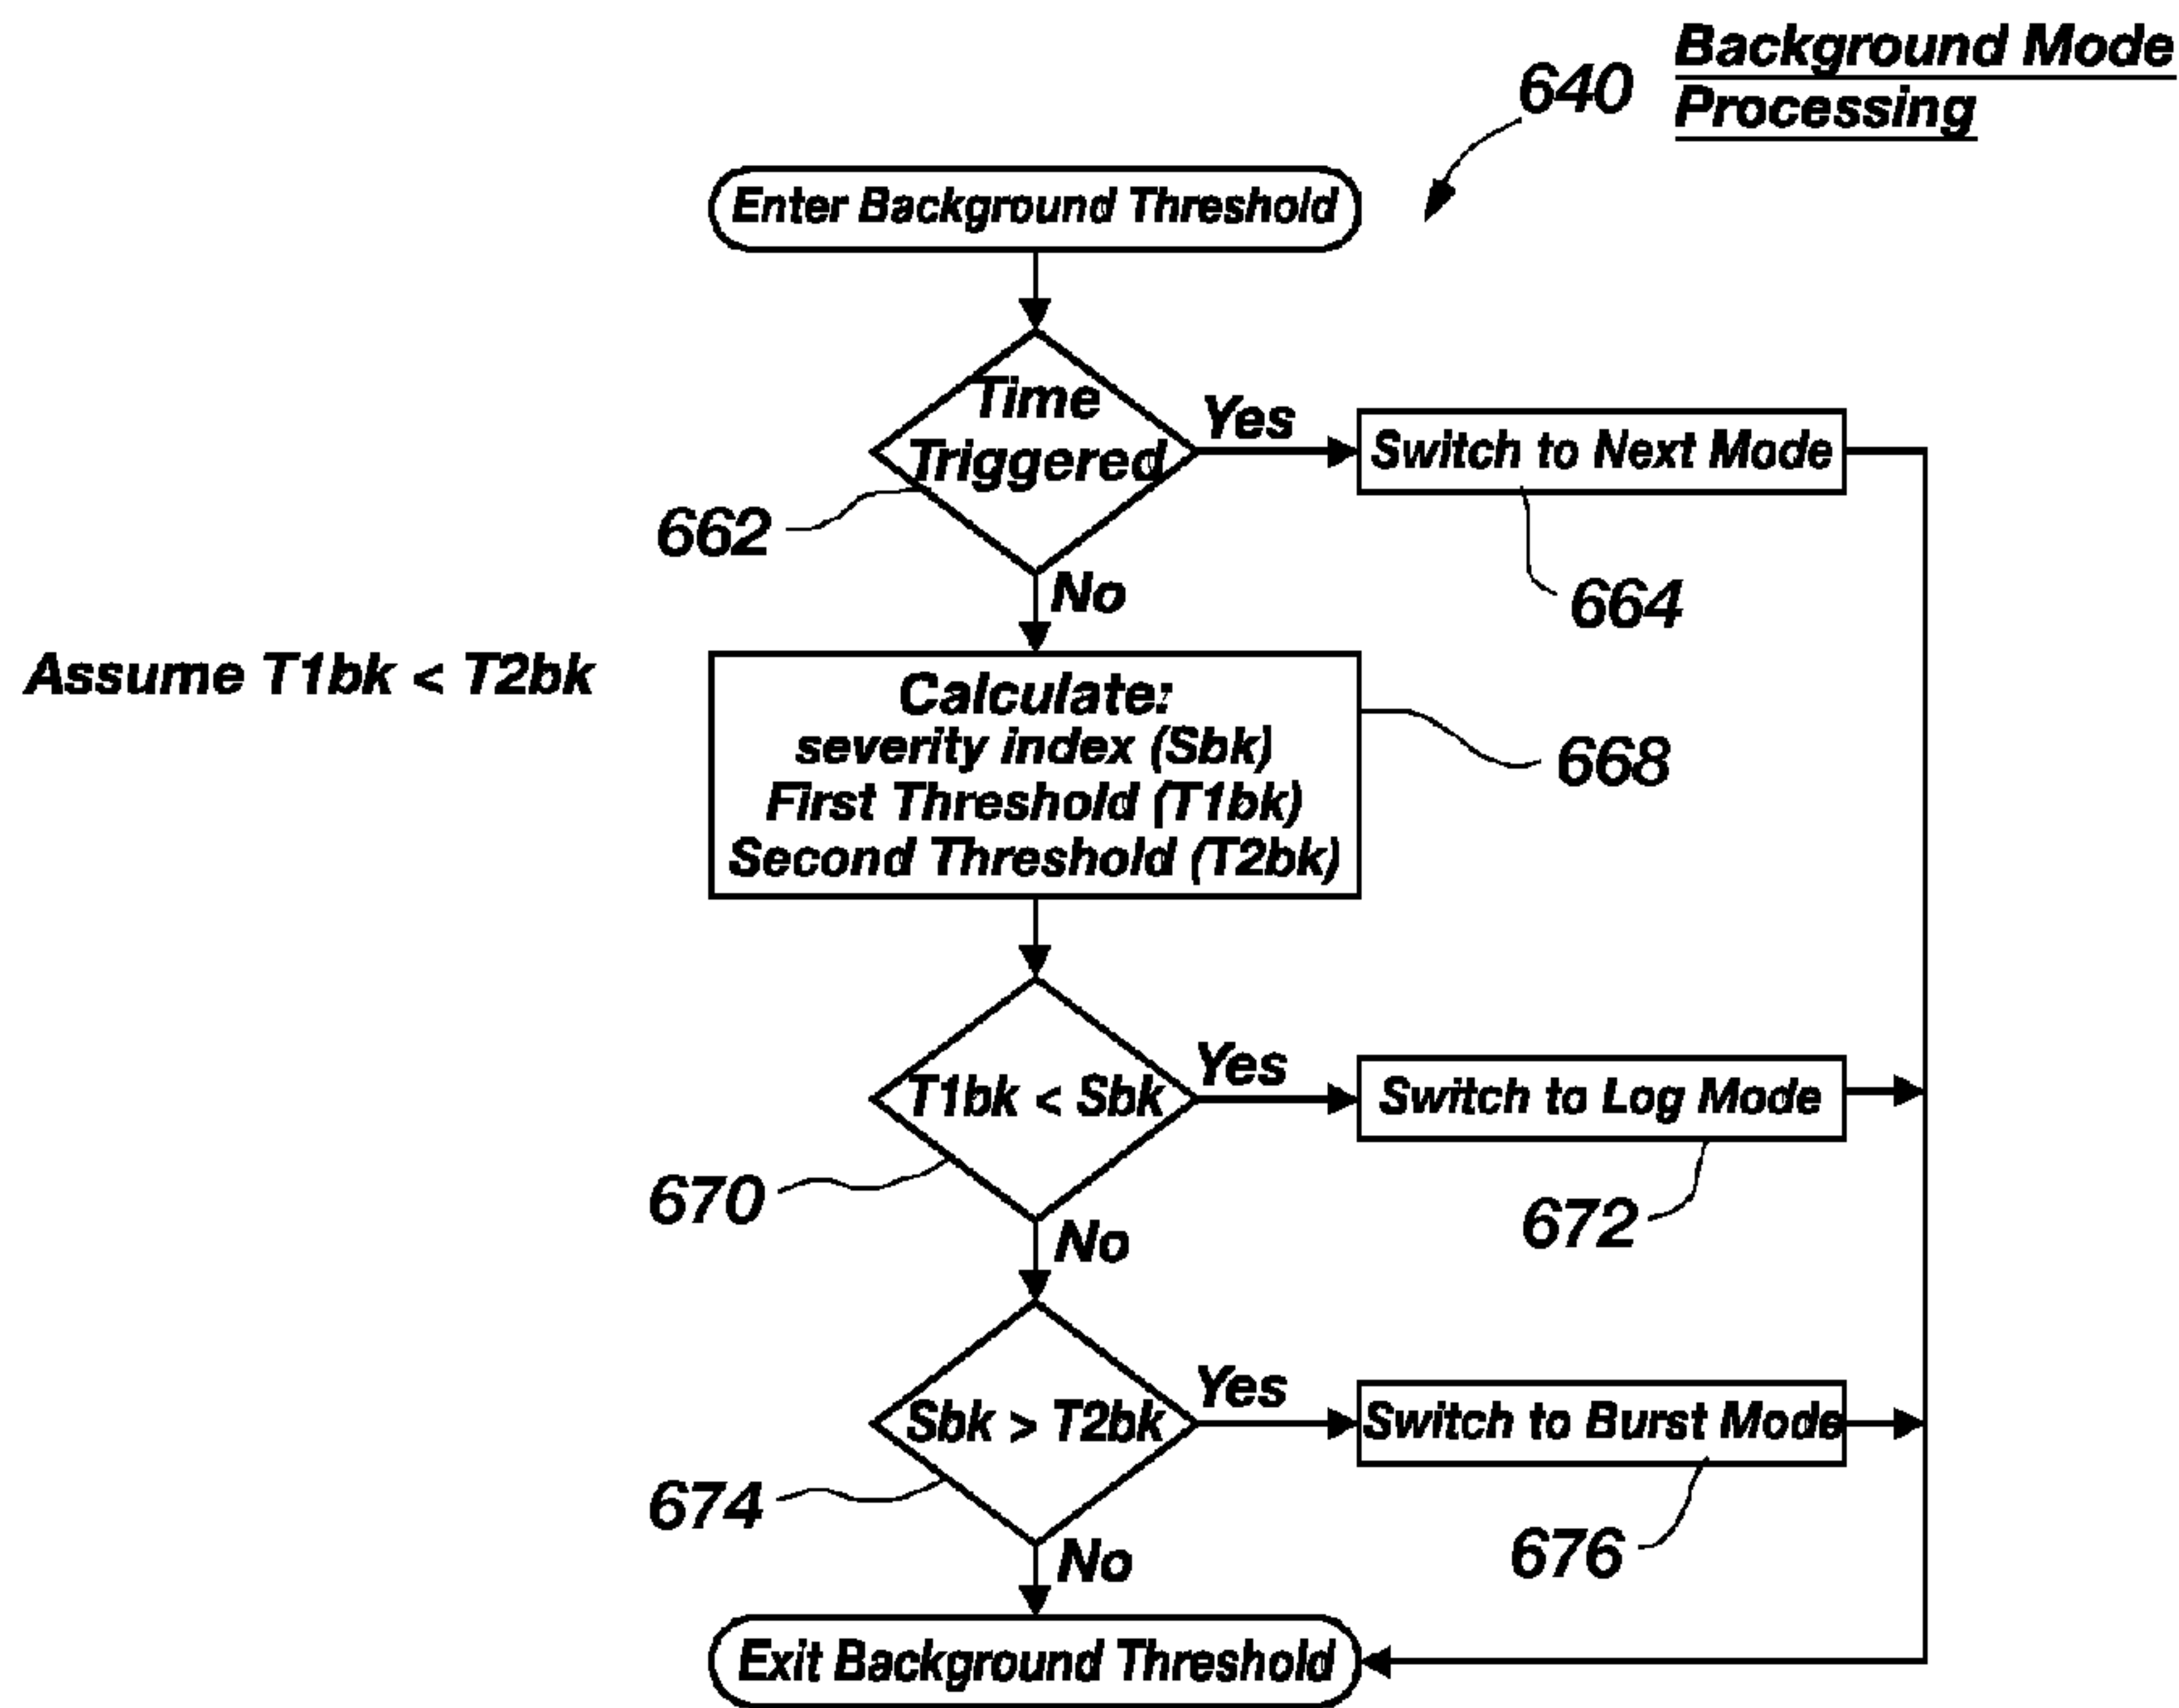 Background Mode
Processing
640
Enter Background Threshold
Time
Triggered
Yes
Switch to Next Mode
662
664
No
Assume T1bk < T2bk
Calculate:
severity index (Sbk)
First Threshold (T1bk)
Second Threshold (T2bk)
668
T1bk < Sbk
Yes
Switch to Log Mode
670
672
No
Sbk > T2bk
Yes
Switch to Burst Mode
674
676
No
Exit Background Threshold